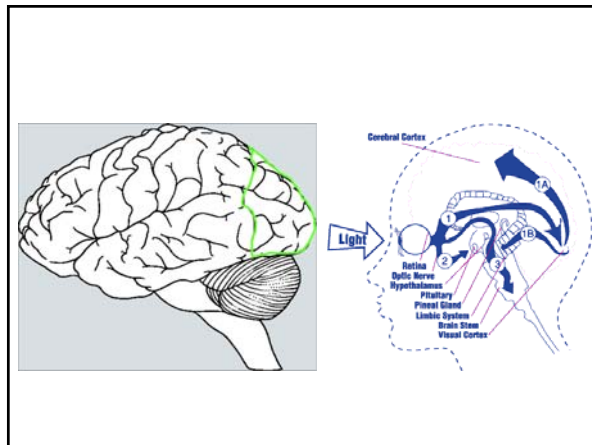 Cerebral Cortex
1A
1
Light
1B
2
3
Retina
Optic Nerve
Hypothalamus
Pituitary
Pineal Gland
Limbic System
Brain Stem
Visual Cortex